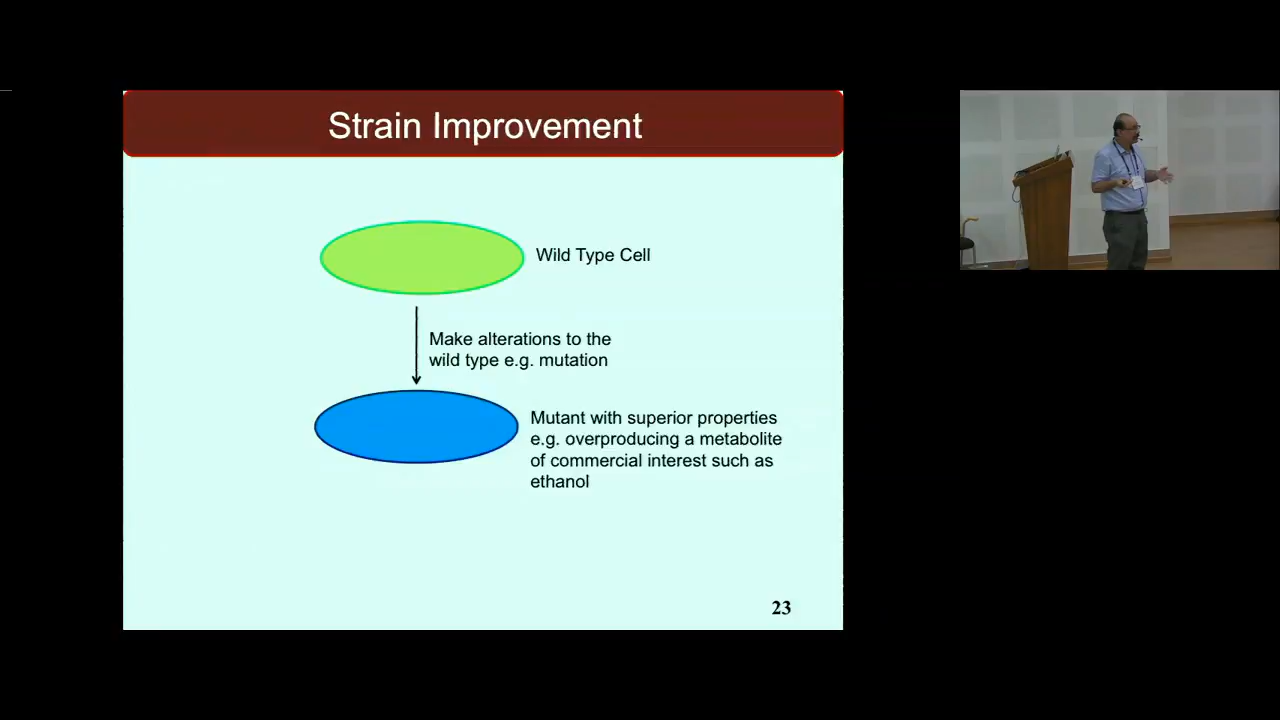 Strain Improvement
Wild Type Cell
Make alterations to the
wild type e.g. mutation
Mutant with superior properties
e.g. overproducing a metabolite
of commercial interest such as
ethanol
23